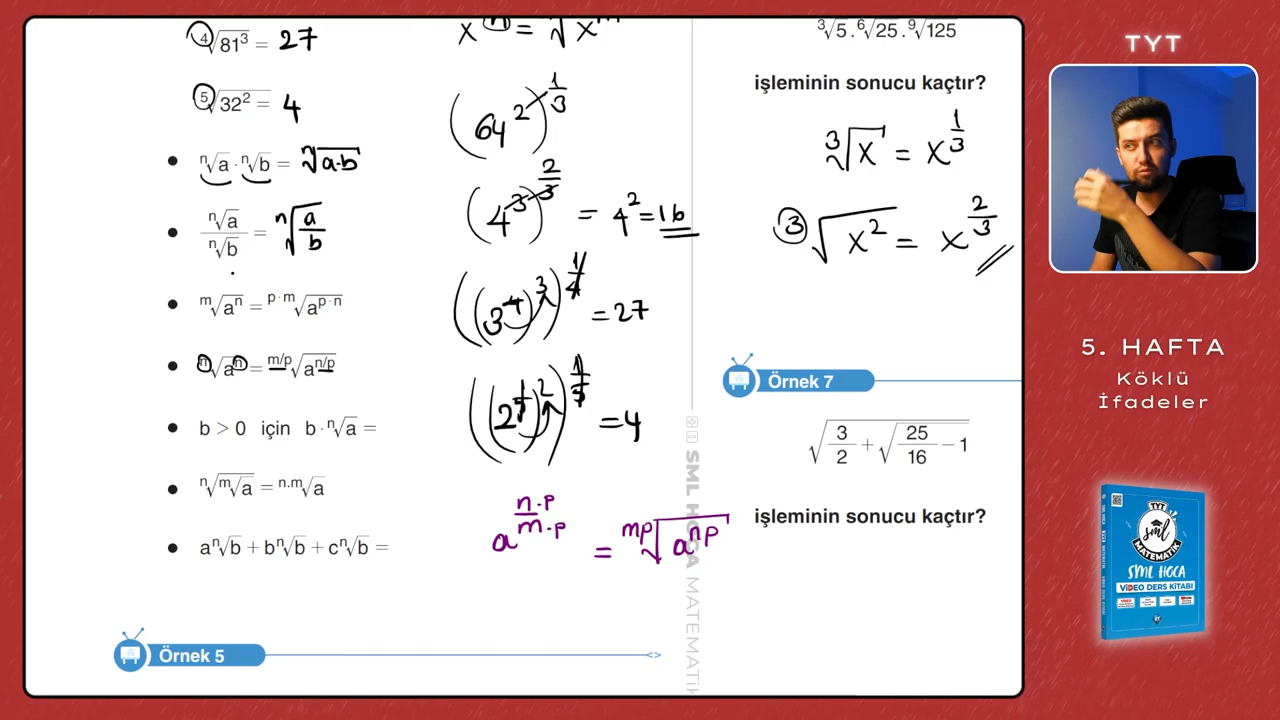 ⁴√81³ = 27
⁵√32² = 4
ⁿ√a · ⁿ√b = ⁿ√a·b
ⁿ√a / ⁿ√b = ⁿ√(a/b)
ᵐ√aⁿ = ᵖ·ᵐ√aᵖ·ⁿ
ᵐ√aⁿ = ᵐ/ᵖ√aⁿ/ᵖ
b > 0 için b · ⁿ√a =
ⁿ√ᵐ√a = ⁿ·ᵐ√a
aⁿ√b + bⁿ√b + cⁿ√b =
Örnek 5
(64²)^(1/3)
(4³)^(2/3) = 4² = 16
((3⁴)³)^(1/4) = 27
((2⁵)²)^(1/5) = 4
a^(n·p/m·p) = ᵐᵖ√aⁿᵖ
SML HOCA MATEMATİK
³√5 . ⁶√25 . ⁹√125
işleminin sonucu kaçtır?
³√x = x^(1/3)
³√x² = x^(2/3)
Örnek 7
√(3/2 + √(25/16) − 1)
işleminin sonucu kaçtır?
TYT
5. HAFTA
Köklü
İfadeler
TYT
sml
MATEMATİK
SML HOCA
VİDEO DERS KİTABI